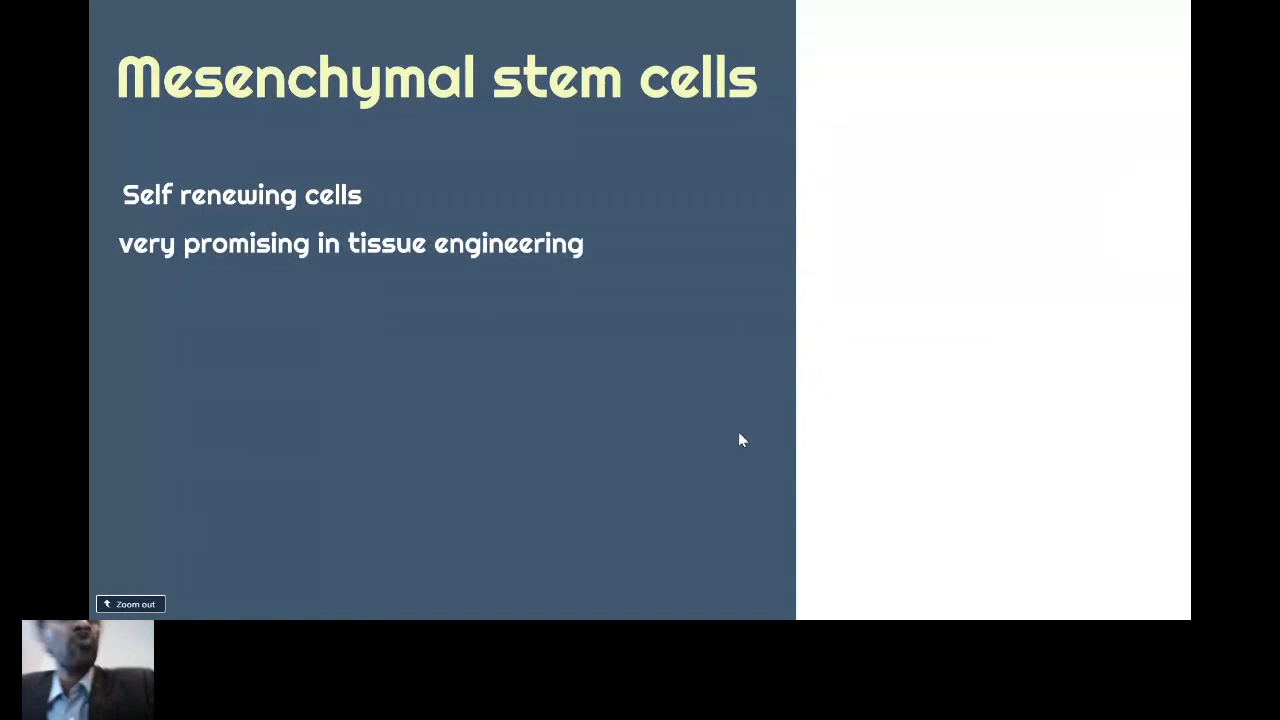 Mesenchymal stem cells
Self renewing cells
very promising in tissue engineering
Zoom out